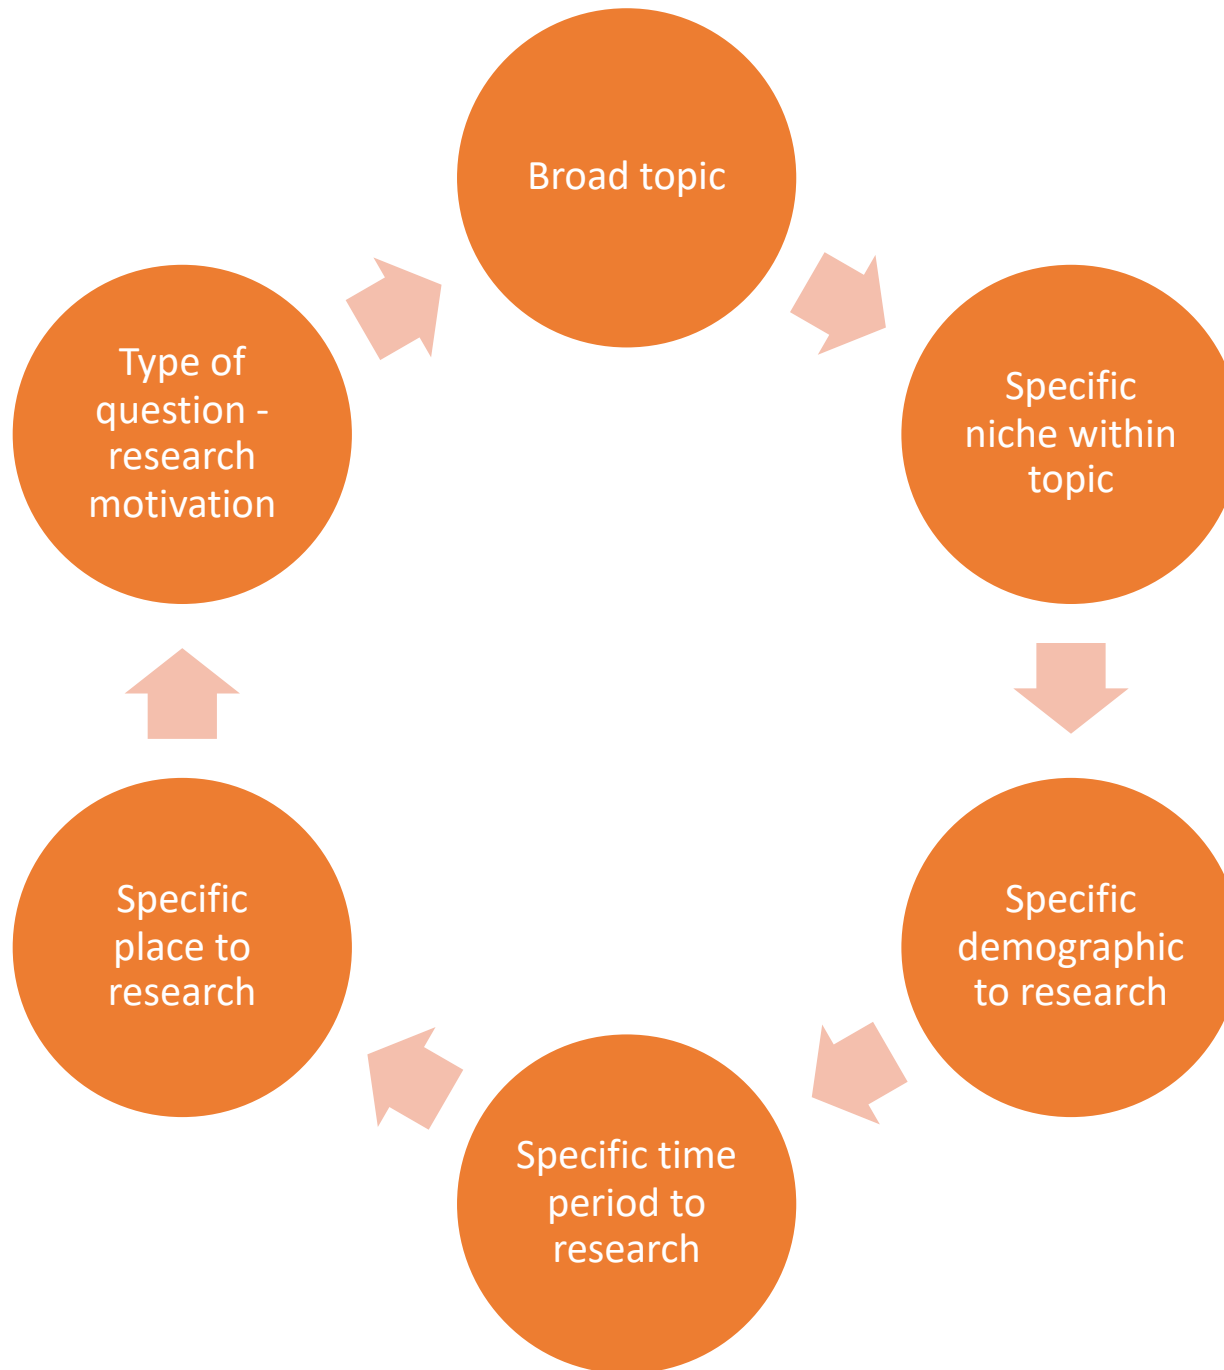 Broad topic
Specific
niche within
topic
Specific
demographic
to research
Specific time
period to
research
Specific
place to
research
Type of
question -
research
motivation